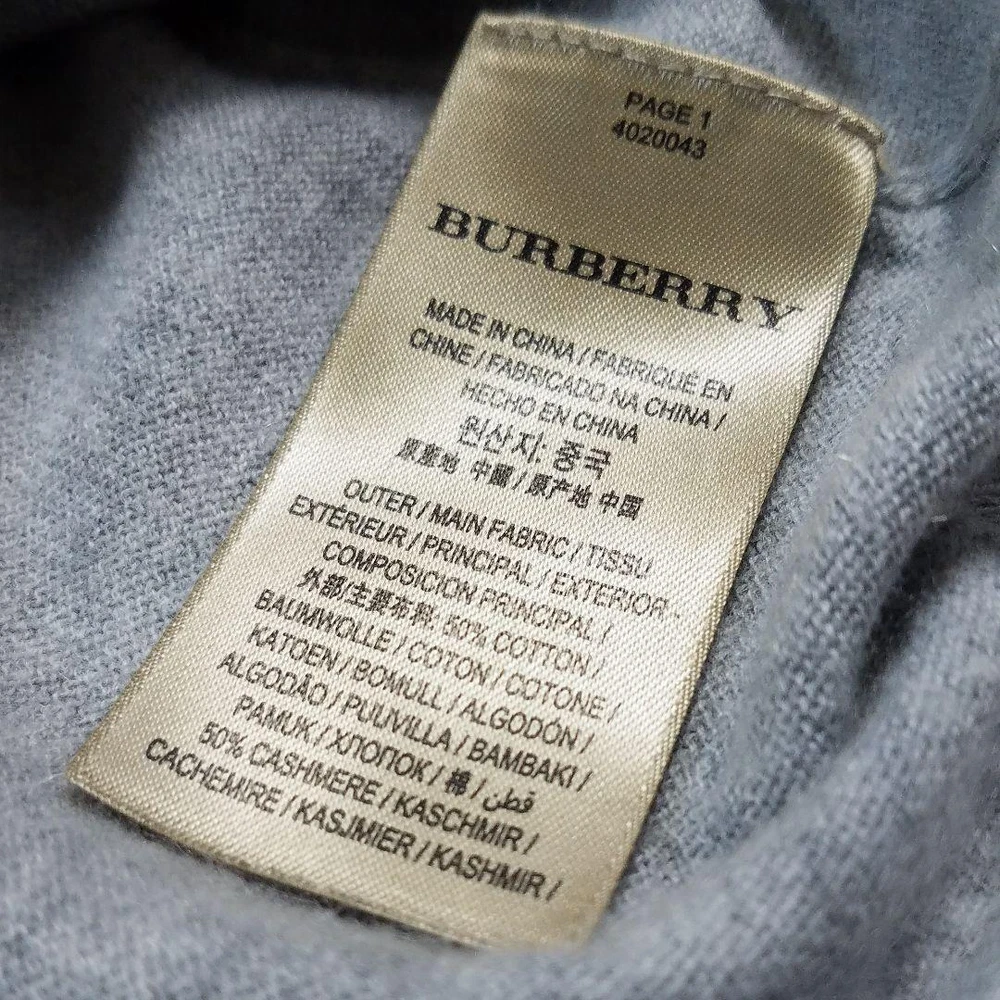 PAGE 1
4020043
BURBERRY
MADE IN CHINA / FABRIQUÉ EN
CHINE / FABRICADO NA CHINA /
HECHO EN CHINA
원산지: 중국
原產地 中國 / 原产地 中国
OUTER / MAIN FABRIC / TISSU
EXTÉRIEUR / PRINCIPAL / EXTERIOR-
COMPOSICION PRINCIPAL /
外部/主要布料: 50% COTTON /
BAUMWOLLE / COTON / COTONE /
KATOEN / BOMULL / ALGODÓN /
ALGODÃO / PUUVILLA / BAMBAKI /
PAMUK / ХЛОПОК / 棉 / قطن /
50% CASHMERE / KASCHMIR /
CACHEMIRE / KASJMIER / KASHMIR /